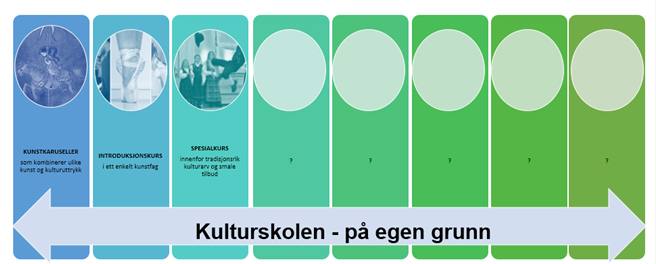 KUNSTKARUSELLER
som kombinerer ulike
kunst og kulturuttrykk
INTRODUKSJONKURS
i ett enkelt kunstfag
SPESIALKURS
innenfor tradisjonsrik
kulturarv og smale
tilbud
?
?
?
?
?
Kulturskolen - på egen grunn